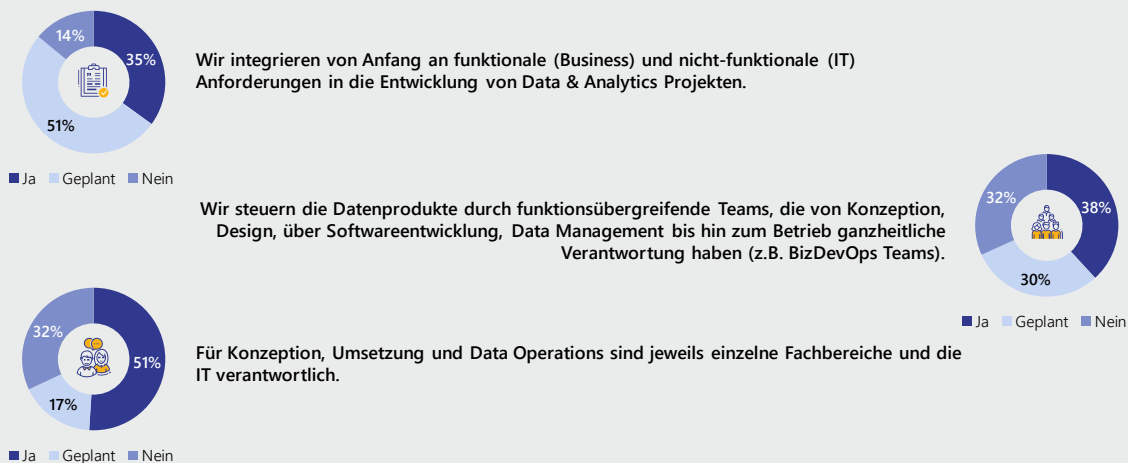 14%
35%
51%
Wir integrieren von Anfang an funktionale (Business) und nicht-funktionale (IT)
Anforderungen in die Entwicklung von Data & Analytics Projekten.
Ja Geplant Nein
Wir steuern die Datenprodukte durch funktionsübergreifende Teams, die von Konzeption,
Design, über Softwareentwicklung, Data Management bis hin zum Betrieb ganzheitliche
Verantwortung haben (z.B. BizDevOps Teams).
32%
38%
30%
Ja Geplant Nein
32%
51%
17%
Für Konzeption, Umsetzung und Data Operations sind jeweils einzelne Fachbereiche und die
IT verantwortlich.
Ja Geplant Nein